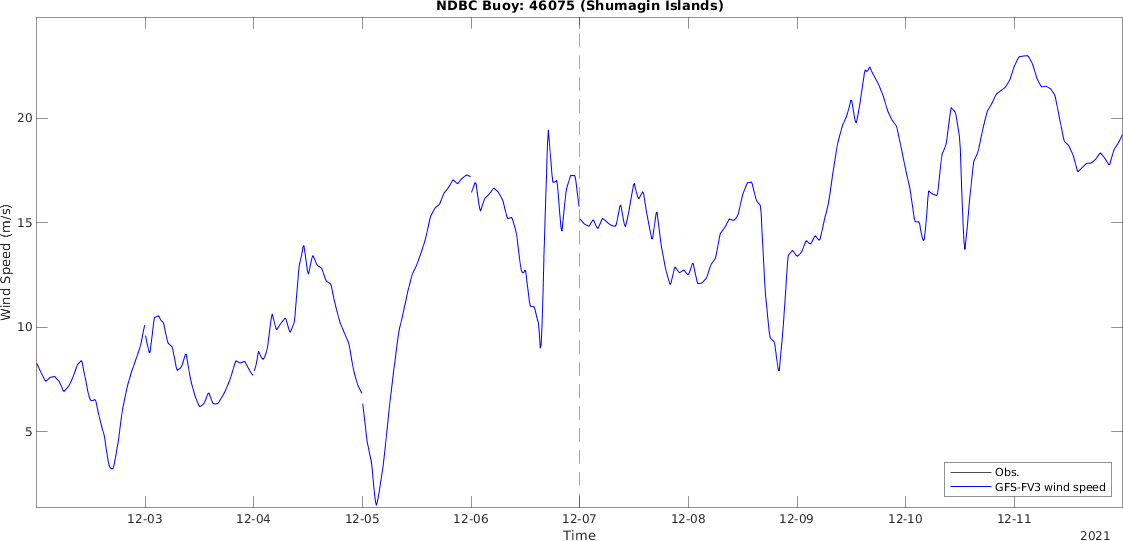 NDBC Buoy: 46075 (Shumagin Islands)
Wind Speed (m/s)
20
15
10
5
Obs.
GFS-FV3 wind speed
12-03 12-04 12-05 12-06 12-07 12-08 12-09 12-10 12-11
Time
2021